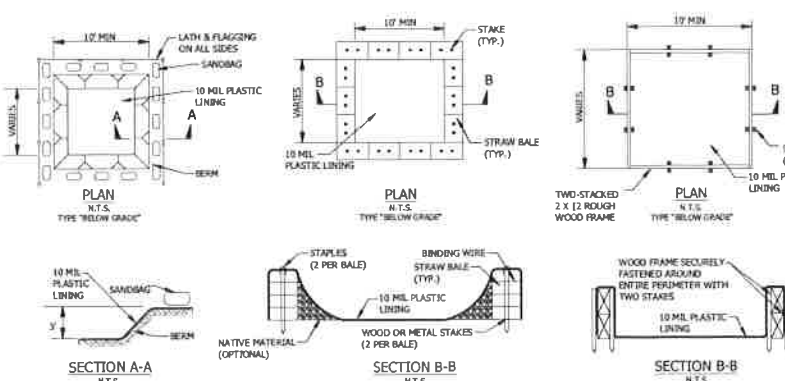 10' MIN
LATH & FLAGGING
ON ALL SIDES
SANDBAG
10 MIL PLASTIC
LINING
A
A
VARIES
BERM
PLAN
N.T.S.
TYPE "BELOW GRADE"
10' MIN
STAKE
(TYP.)
B
B
VARIES
10 MIL
PLASTIC LINING
STRAW BALE
(TYP.)
PLAN
N.T.S.
TYPE "BELOW GRADE"
10' MIN
B
B
VARIES
10 MIL
LINING
TWO-STACKED
2 X 12 ROUGH
WOOD FRAME
PLAN
N.T.S.
TYPE "BELOW GRADE"
10 MIL
PLASTIC
LINING
SANDBAG
Y
BERM
SECTION A-A
N.T.S.
STAPLES
(2 PER BALE)
BINDING WIRE
STRAW BALE
(TYP.)
10 MIL PLASTIC
LINING
NATIVE MATERIAL
(OPTIONAL)
WOOD OR METAL STAKES
(2 PER BALE)
SECTION B-B
N.T.S.
WOOD FRAME SECURELY
FASTENED AROUND
ENTIRE PERIMETER WITH
TWO STAKES
10 MIL PLASTIC
LINING
SECTION B-B
N.T.S.